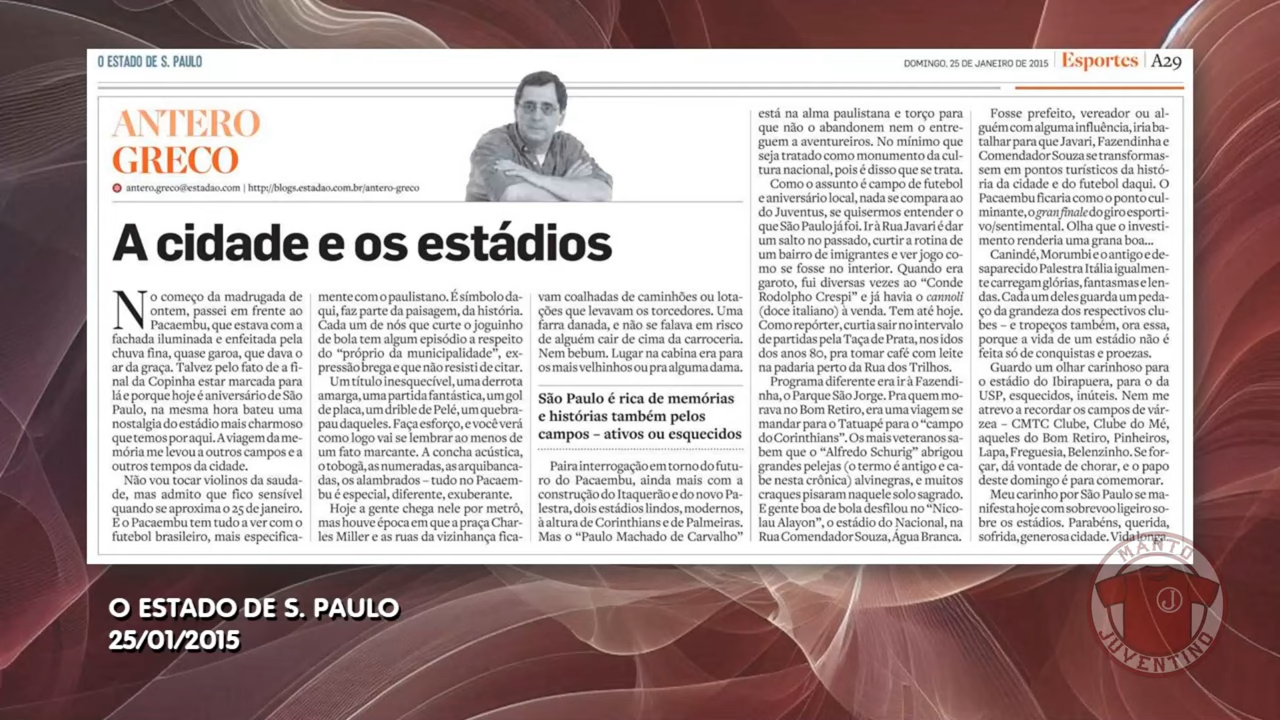 O ESTADO DE S. PAULO
DOMINGO, 25 DE JANEIRO DE 2015
Esportes
A29
ANTERO
GRECO
antero.greco@estadao.com | http://blogs.estadao.com.br/antero-greco
A cidade e os estádios
No começo da madrugada de
ontem, passei em frente ao
Pacaembu, que estava com a
fachada iluminada e enfeitada pela
chuva fina, quase garoa, que dava o
ar da graça. Talvez pelo fato de a fi-
nal da Copinha estar marcada para
lá e porque hoje é aniversário de São
Paulo, na mesma hora bateu uma
nostalgia do estádio mais charmoso
que temos por aqui. A viagem da me-
mória me levou a outros campos e a
outros tempos da cidade.
Não vou tocar violinos da sauda-
de, mas admito que fico sensível
quando se aproxima o 25 de janeiro.
E o Pacaembu tem tudo a ver com o
futebol brasileiro, mais especifica-
mente com o paulistano. É símbolo da-
qui, faz parte da paisagem, da história.
Cada um de nós que curte o joguinho
de bola tem algum episódio a respeito
do “próprio da municipalidade”, ex-
pressão brega e que não resisti de citar.
Um título inesquecível, uma derrota
amarga, uma partida fantástica, um gol
de placa, um drible de Pelé, um quebra-
pau daqueles. Faça esforço, e você verá
como logo vai se lembrar ao menos de
um fato marcante. A concha acústica,
o tobogã, as numeradas, as arquibanca-
das, os alambrados – tudo no Pacaem-
bu é especial, diferente, exuberante.
Hoje a gente chega nele por metrô,
mas houve época em que a praça Char-
les Miller e as ruas da vizinhança fica-
vam coalhadas de caminhões ou lota-
ções que levavam os torcedores. Uma
farra danada, e não se falava em risco
de alguém cair de cima da carroceria.
Nem bebum. Lugar na cabina era para
os mais velhinhos ou pra alguma dama.
São Paulo é rica de memórias
e histórias também pelos
campos – ativos ou esquecidos
Paira interrogação em torno do futu-
ro do Pacaembu, ainda mais com a
construção do Itaquerão e do novo Pa-
lestra, dois estádios lindos, modernos,
à altura de Corinthians e de Palmeiras.
Mas o “Paulo Machado de Carvalho”
está na alma paulistana e torço para
que não o abandonem nem o entre-
guem a aventureiros. No mínimo que
seja tratado como monumento da cul-
tura nacional, pois é disso que se trata.
Como o assunto é campo de futebol
e aniversário local, nada se compara ao
do Juventus, se quisermos entender o
que São Paulo já foi. Ir à Rua Javari é dar
um salto no passado, curtir a rotina de
um bairro de imigrantes e ver jogo co-
mo se fosse no interior. Quando era
garoto, fui diversas vezes ao “Conde
Rodolpho Crespi” e já havia o cannoli
(doce italiano) à venda. Tem até hoje.
Como repórter, curtia sair no intervalo
de partidas pela Taça de Prata, nos idos
dos anos 80, pra tomar café com leite
na padaria perto da Rua dos Trilhos.
Programa diferente era ir à Fazendi-
nha, o Parque São Jorge. Pra quem mo-
rava no Bom Retiro, era uma viagem se
mandar para o Tatuapé para o “campo
do Corinthians”. Os mais veteranos sa-
bem que o “Alfredo Schurig” abrigou
grandes pelejas (o termo é antigo e ca-
be nesta crônica) alvinegras, e muitos
craques pisaram naquele solo sagrado.
E gente boa de bola desfilou no “Nico-
lau Alayon”, o estádio do Nacional, na
Rua Comendador Souza, Água Branca.
Fosse prefeito, vereador ou al-
guém com alguma influência, iria ba-
talhar para que Javari, Fazendinha e
Comendador Souza se transformas-
sem em pontos turísticos da histó-
ria da cidade e do futebol daqui. O
Pacaembu ficaria como o ponto cul-
minante, o gran finale do giro esporti-
vo/sentimental. Olha que o investi-
mento renderia uma grana boa...
Canindé, Morumbi e o antigo e de-
saparecido Palestra Itália igualmen-
te carregam glórias, fantasmas e len-
das. Cada um deles guarda um peda-
ço da grandeza dos respectivos clu-
bes – e tropeços também, ora essa,
porque a vida de um estádio não é
feita só de conquistas e proezas.
Guardo um olhar carinhoso para
o estádio do Ibirapuera, para o da
USP, esquecidos, inúteis. Nem me
atrevo a recordar os campos de vár-
zea – CMTC Clube, Clube do Mé,
aqueles do Bom Retiro, Pinheiros,
Lapa, Freguesia, Belenzinho. Se for-
çar, dá vontade de chorar, e o papo
deste domingo é para comemorar.
Meu carinho por São Paulo se ma-
nifesta hoje com sobrevoo ligeiro so-
bre os estádios. Parabéns, querida,
sofrida, generosa cidade. Vida longa...
O ESTADO DE S. PAULO
25/01/2015
MANTO
J
JUVENTINO